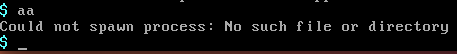 $ aa
Could not spawn process: No such file or directory
$ _